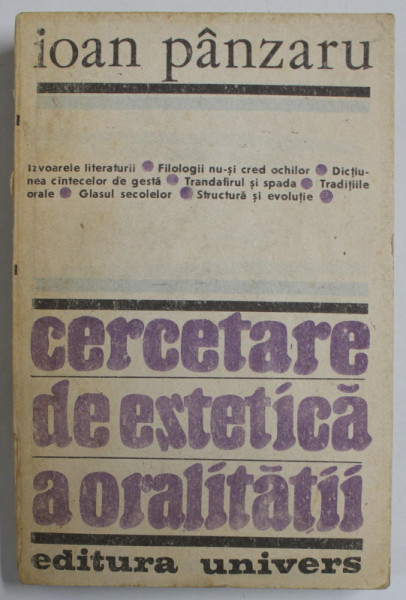 ioan pânzaru
Izvoarele literaturii ● Filologii nu-și cred ochilor ● Dicțiu-
nea cîntecelor de gestă ● Trandafirul și spada ● Tradițiile
orale ● Glasul secolelor ● Structură și evoluție ●
cercetare
de estetică
a oralității
editura univers